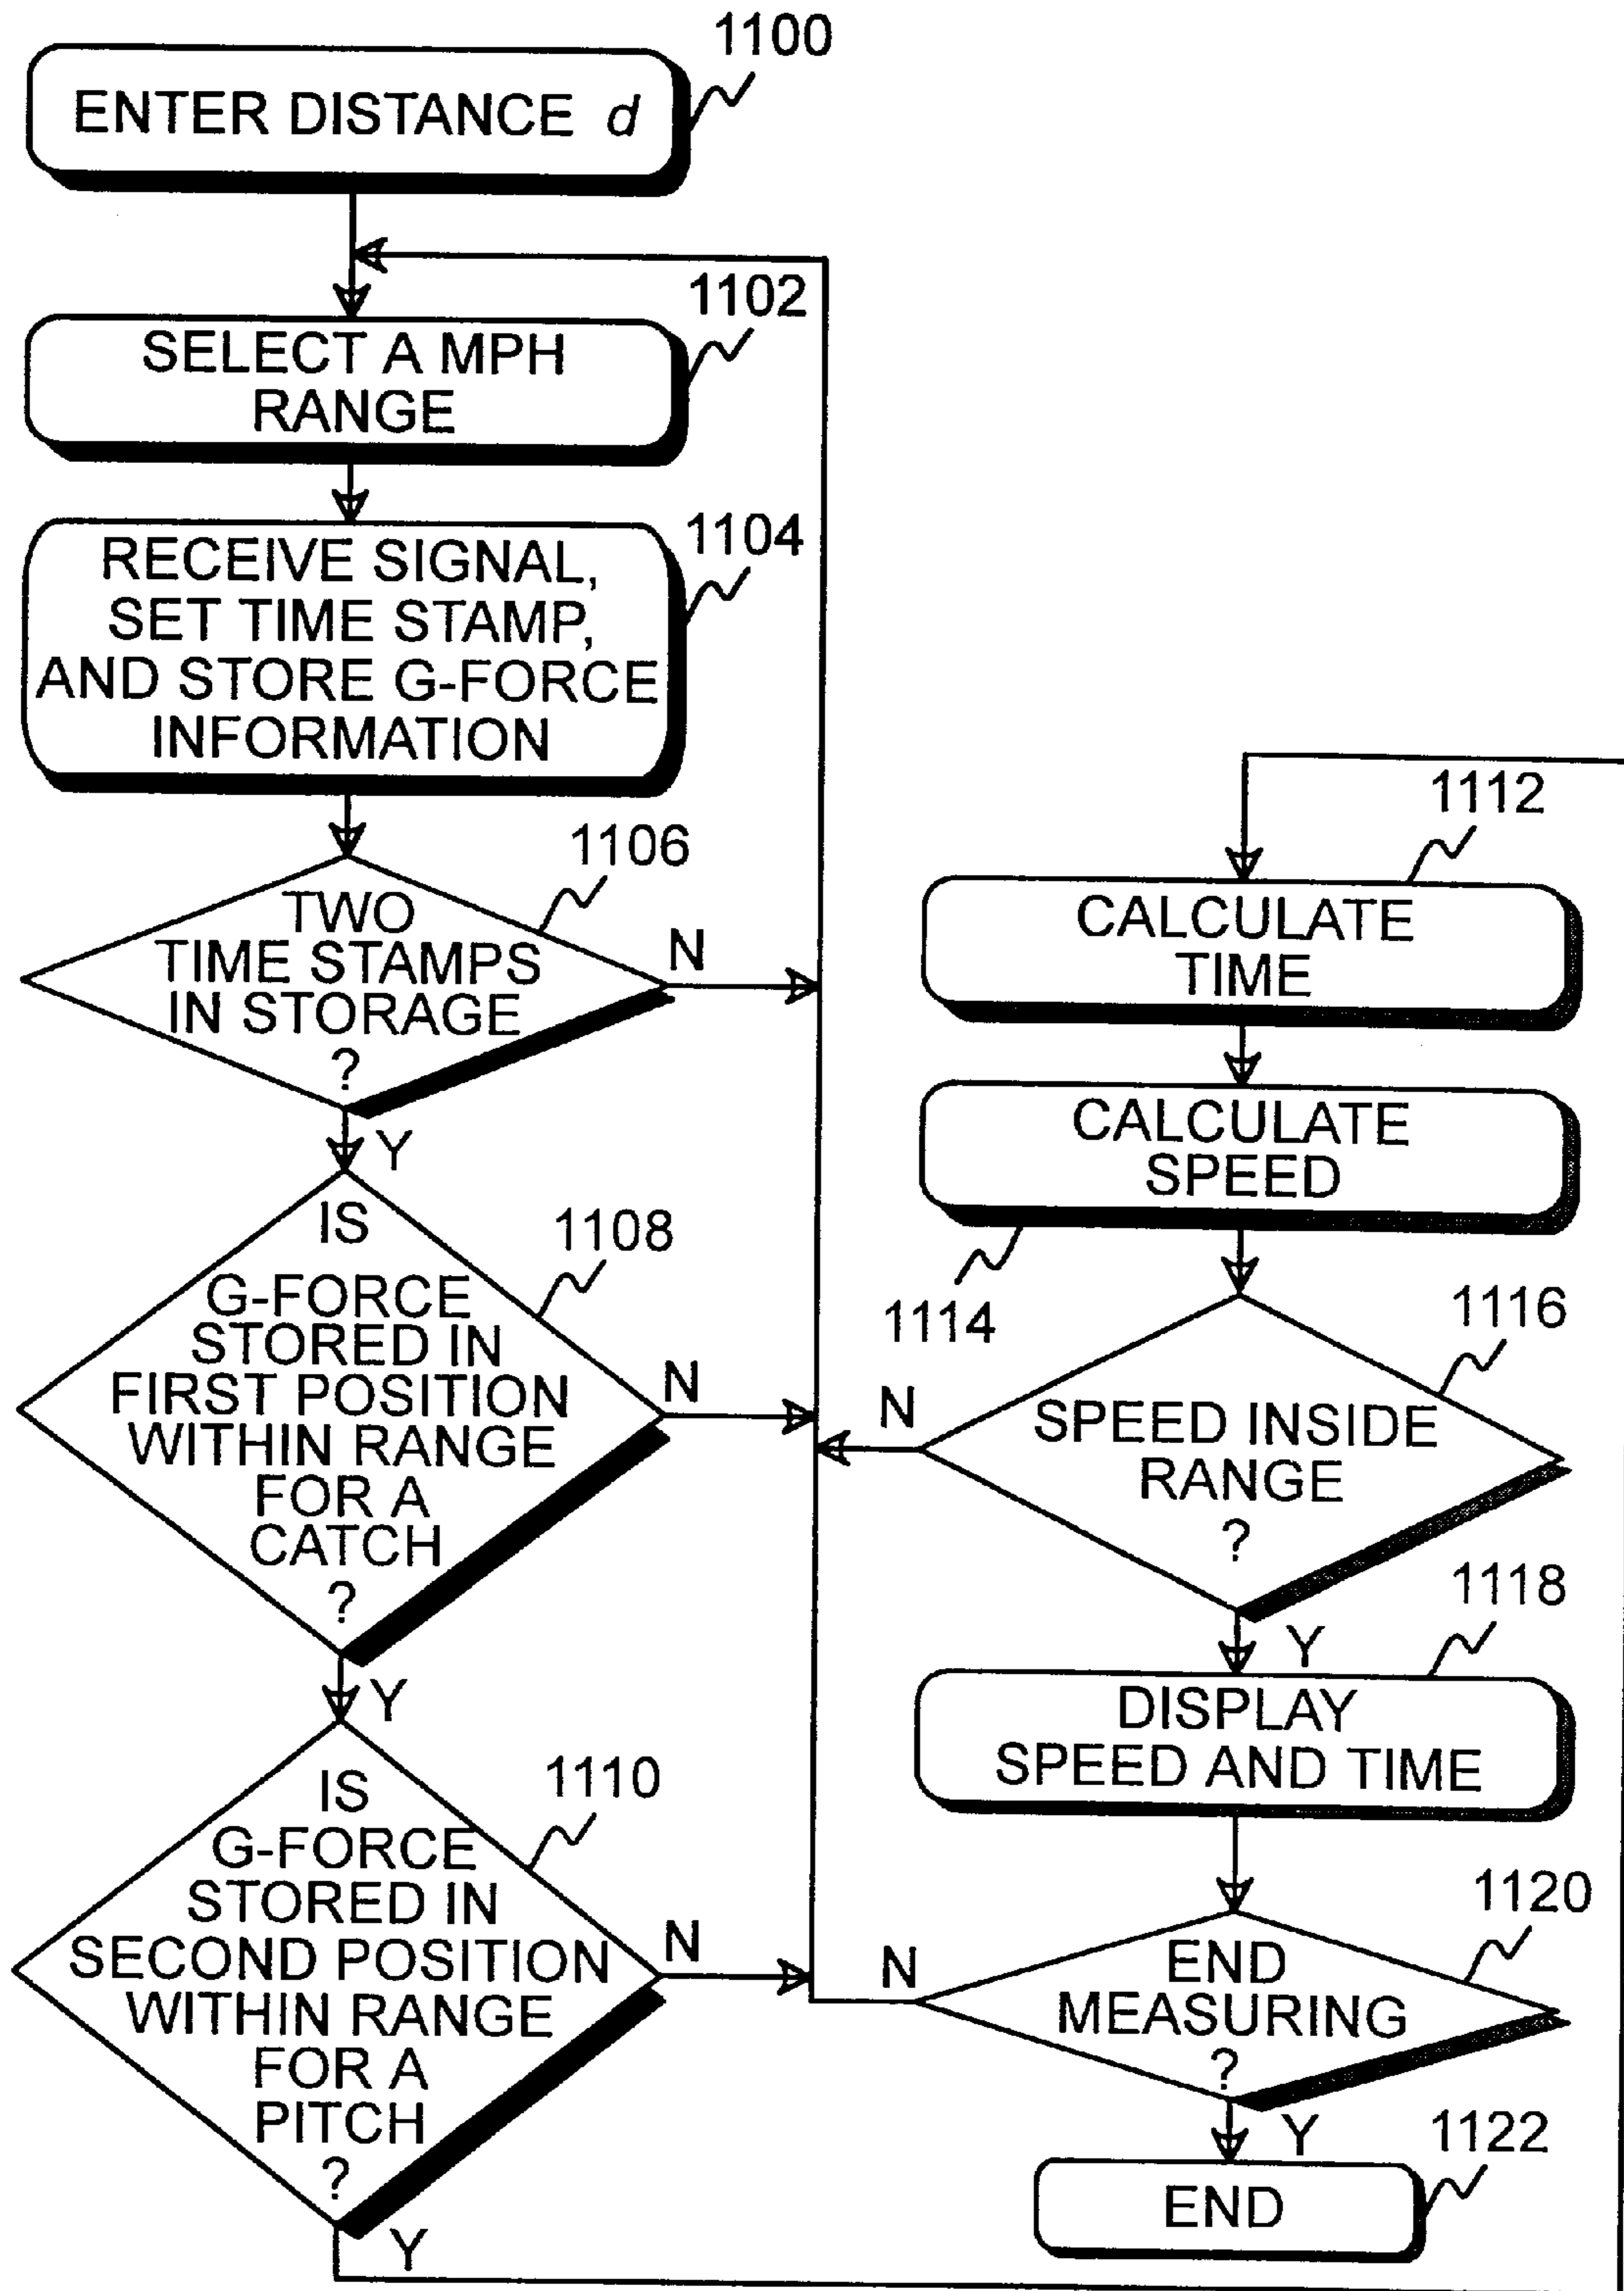 1100
ENTER DISTANCE d
1102
SELECT A MPH
RANGE
1104
RECEIVE SIGNAL,
SET TIME STAMP,
AND STORE G-FORCE
INFORMATION
1106
TWO
TIME STAMPS
IN STORAGE
?
N
Y
1108
IS
G-FORCE
STORED IN
FIRST POSITION
WITHIN RANGE
FOR A
CATCH
?
N
Y
1110
IS
G-FORCE
STORED IN
SECOND POSITION
WITHIN RANGE
FOR A
PITCH
?
N
Y
1112
CALCULATE
TIME
CALCULATE
SPEED
1114
1116
SPEED INSIDE
RANGE
?
N
Y
1118
DISPLAY
SPEED AND TIME
1120
END
MEASURING
?
N
Y
1122
END